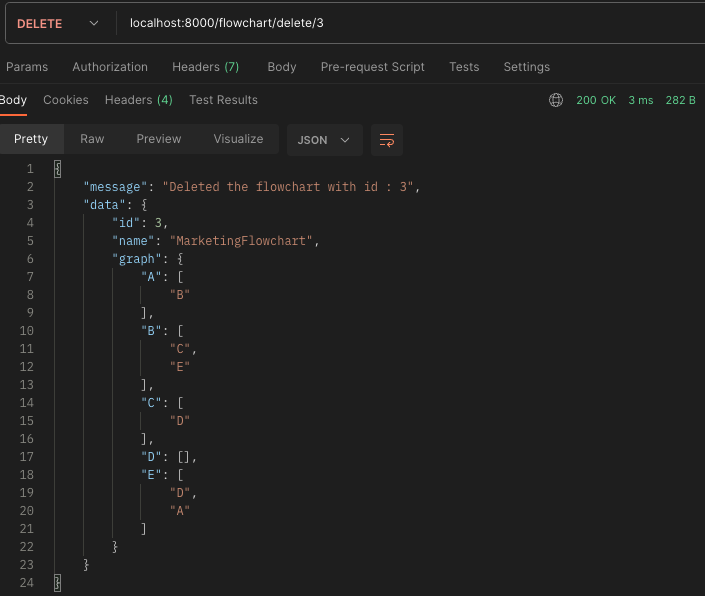 DELETE localhost:8000/flowchart/delete/3
Params Authorization Headers (7) Body Pre-request Script Tests Settings
Body Cookies Headers (4) Test Results 200 OK 3 ms 282 B
Pretty Raw Preview Visualize JSON
1 {
2 "message": "Deleted the flowchart with id : 3",
3 "data": {
4 "id": 3,
5 "name": "MarketingFlowchart",
6 "graph": {
7 "A": [
8 "B"
9 ],
10 "B": [
11 "C",
12 "E"
13 ],
14 "C": [
15 "D"
16 ],
17 "D": [],
18 "E": [
19 "D",
20 "A"
21 ]
22 }
23 }
24 }